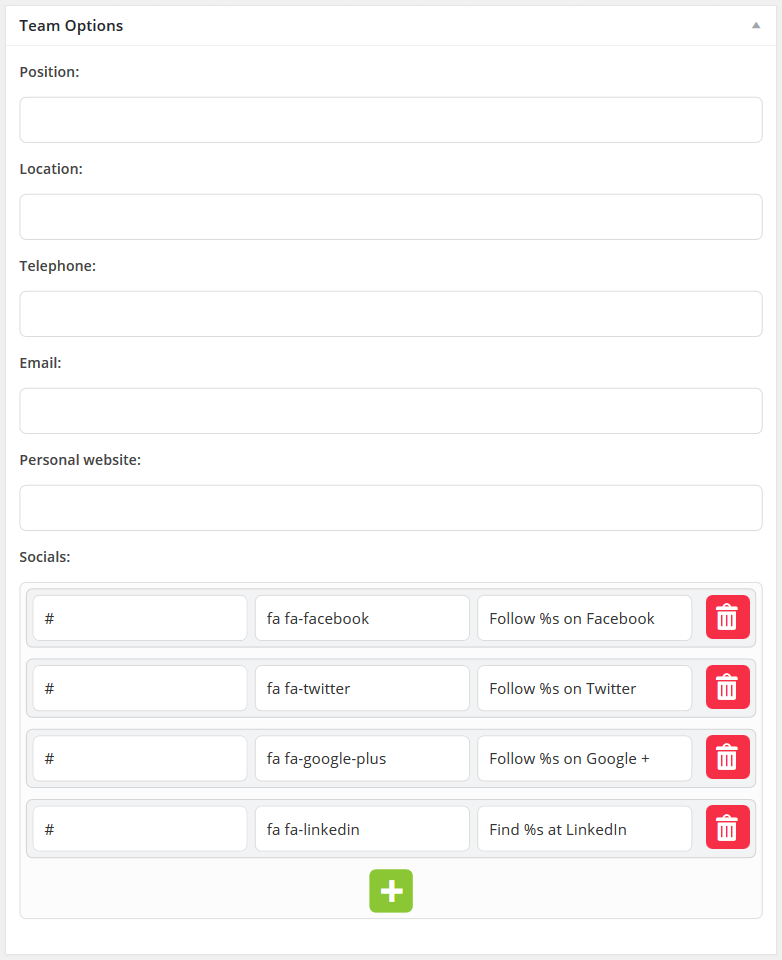 Team Options
Position:
Location:
Telephone:
Email:
Personal website:
Socials:
# fa fa-facebook Follow %s on Facebook
# fa fa-twitter Follow %s on Twitter
# fa fa-google-plus Follow %s on Google +
# fa fa-linkedin Find %s at LinkedIn